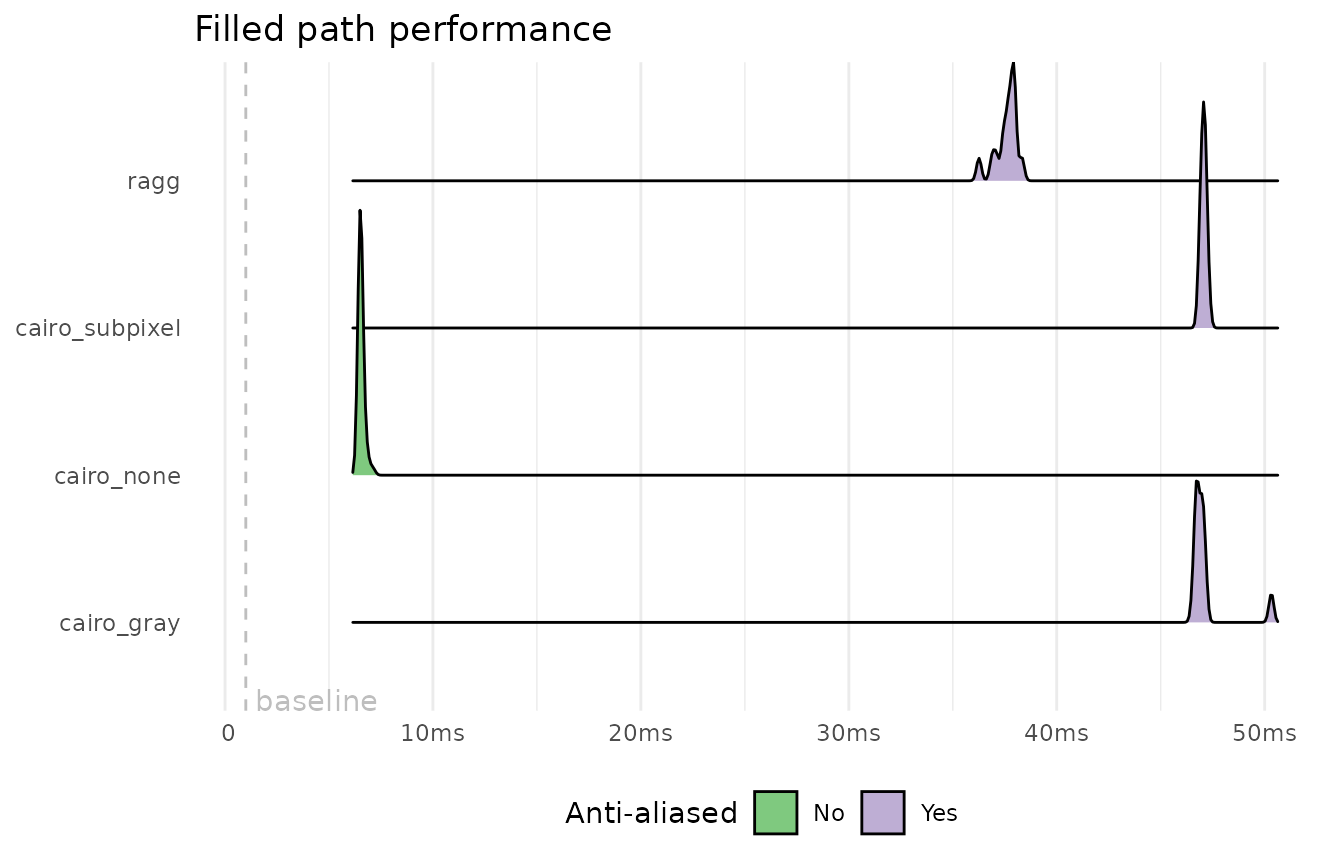 Filled path performance
ragg
cairo_subpixel
cairo_none
cairo_gray
baseline
0 10ms 20ms 30ms 40ms 50ms
Anti-aliased No Yes